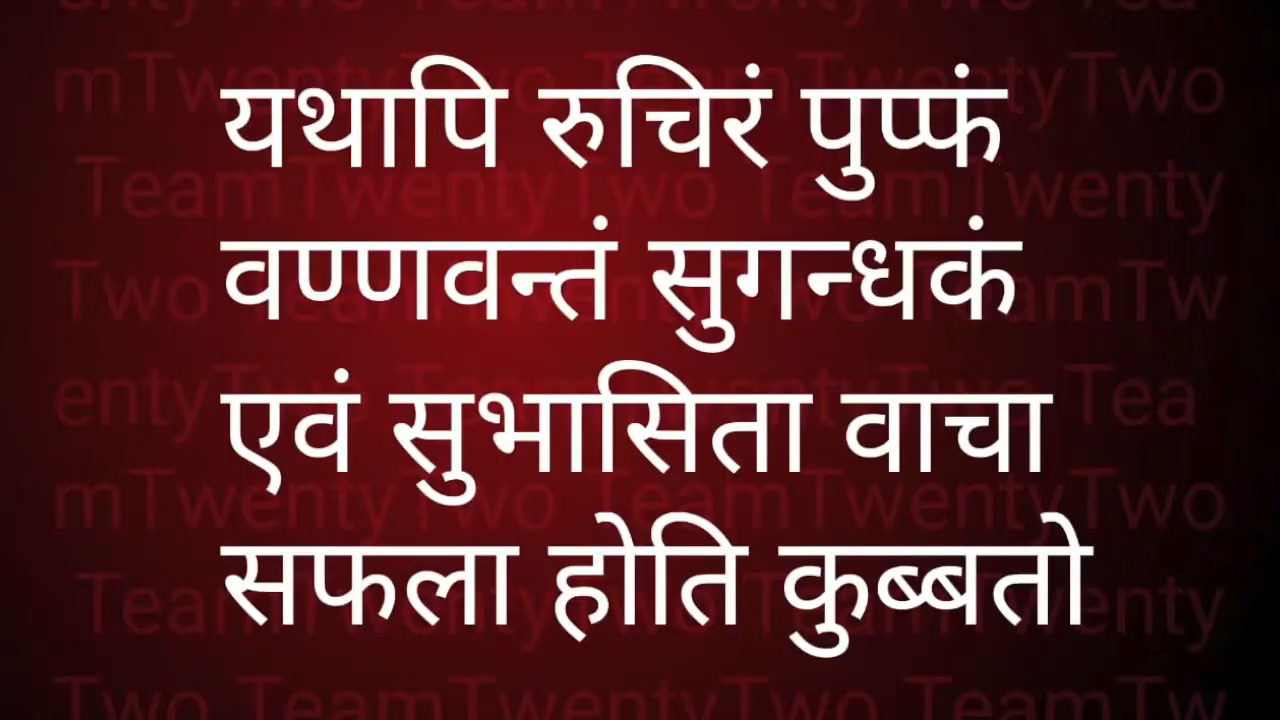 यथापि रुचिरं पुप्फं
वण्णवन्तं सुगन्धकं
एवं सुभासिता वाचा
सफला होति कुब्बतो